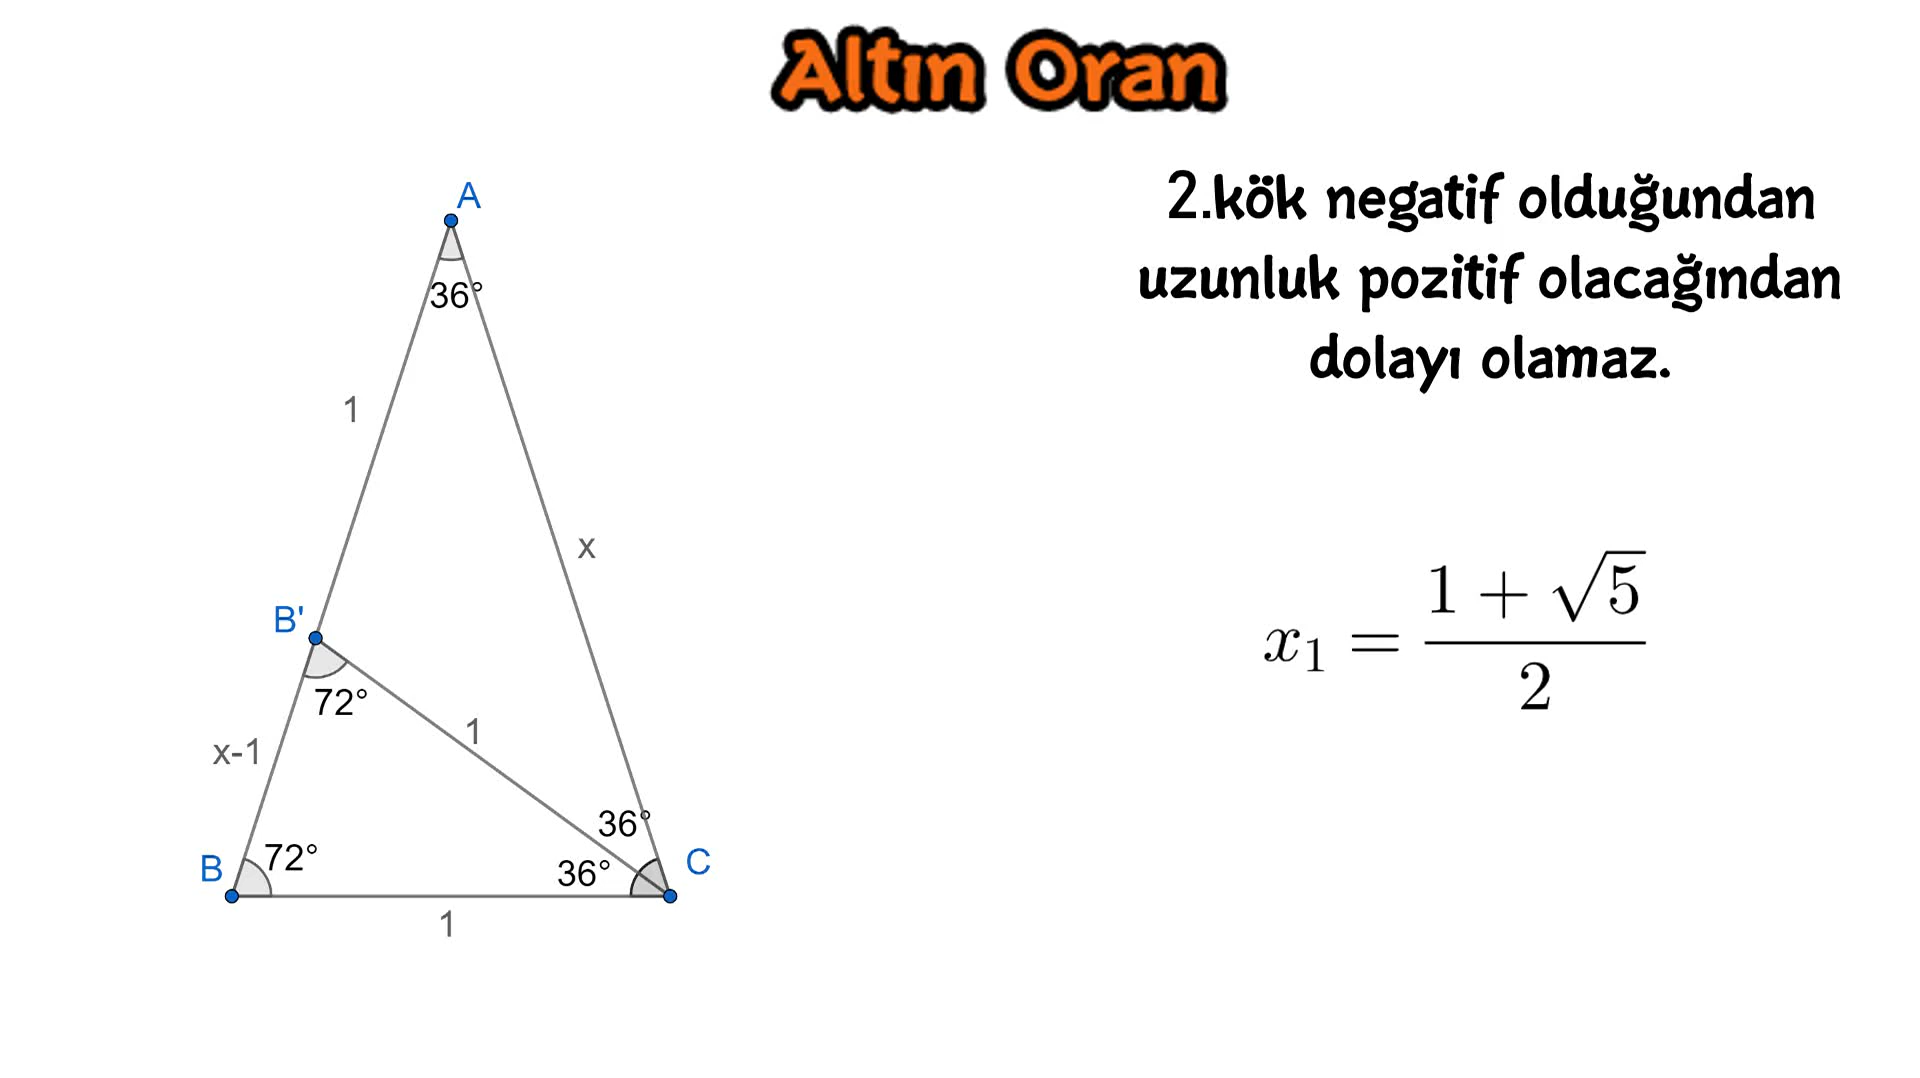 Altın Oran
2.kök negatif olduğundan
uzunluk pozitif olacağından
dolayı olamaz.
A
36°
1
x
B'
72°
1
x-1
36°
B
72°
36°
C
1
x₁ = (1 + √5) / 2